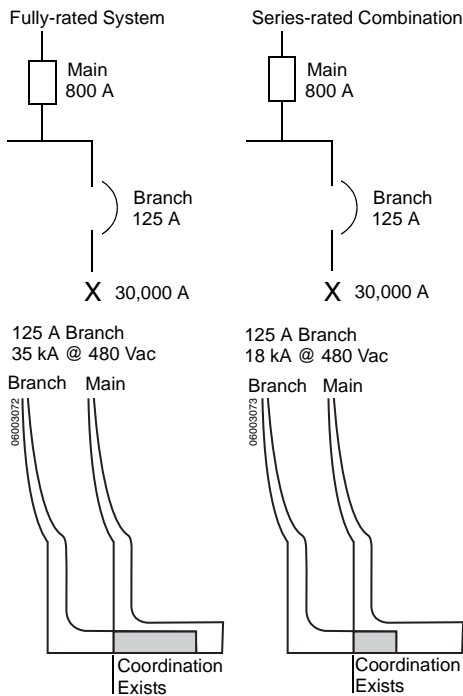 Fully-rated System
Main
800 A
Branch
125 A
X 30,000 A
125 A Branch
35 kA @ 480 Vac
Branch Main
06003072
Coordination
Exists
Series-rated Combination
Main
800 A
Branch
125 A
X 30,000 A
125 A Branch
18 kA @ 480 Vac
Branch Main
06003073
Coordination
Exists